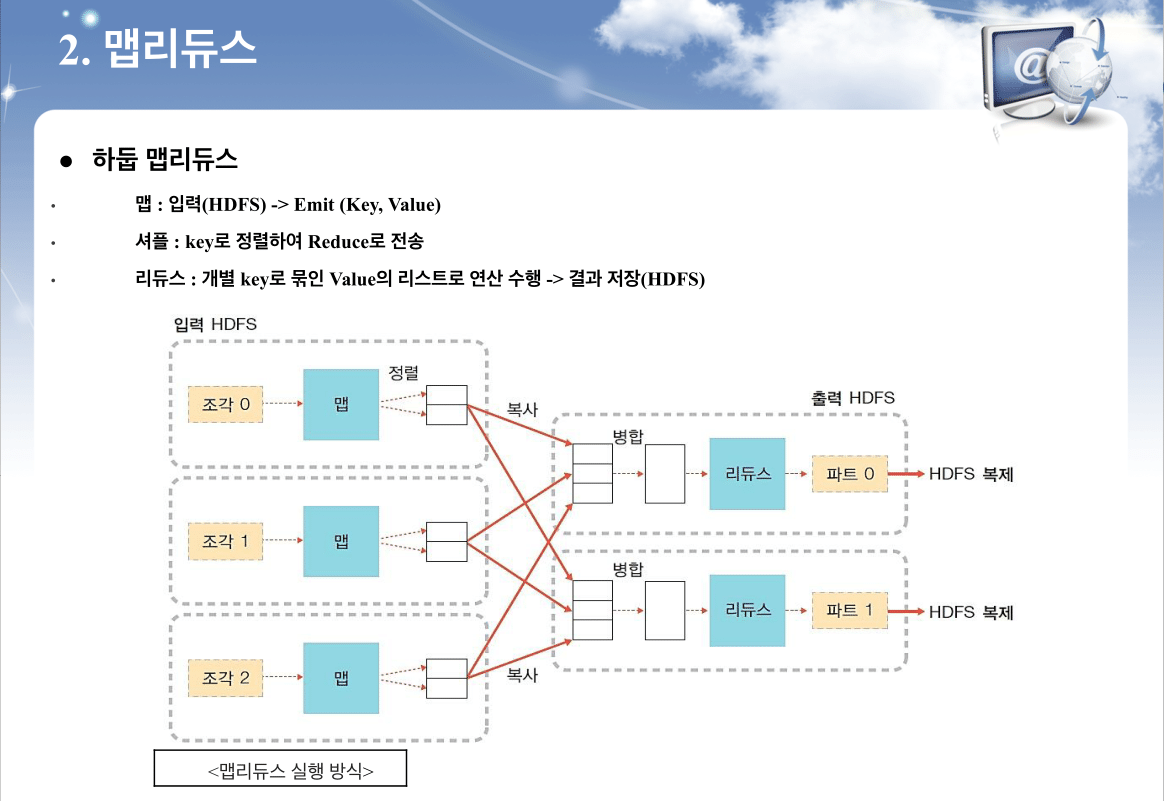 2. 맵리듀스
@
● 하둡 맵리듀스
• 맵 : 입력(HDFS) -> Emit (Key, Value)
• 셔플 : key로 정렬하여 Reduce로 전송
• 리듀스 : 개별 key로 묶인 Value의 리스트로 연산 수행 -> 결과 저장(HDFS)
입력 HDFS
조각 0
맵
정렬
복사
출력 HDFS
병합
리듀스
파트 0
HDFS 복제
조각 1
맵
병합
리듀스
파트 1
HDFS 복제
조각 2
맵
복사
<맵리듀스 실행 방식>